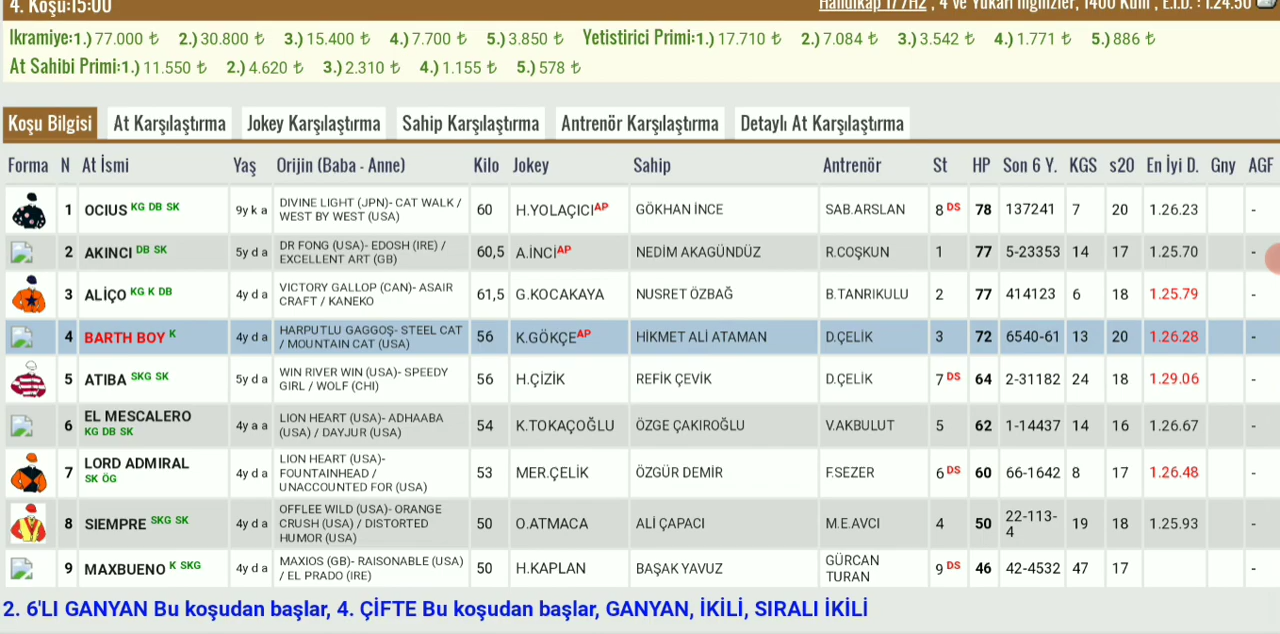 4. Koşu:15:00 Handikap 17/H2 , 4 ve Yukarı İngilizler, 1400 Kum , E.İ.D. : 1.24.50
İkramiye:1.) 77.000 ₺ 2.) 30.800 ₺ 3.) 15.400 ₺ 4.) 7.700 ₺ 5.) 3.850 ₺ Yetistirici Primi:1.) 17.710 ₺ 2.) 7.084 ₺ 3.) 3.542 ₺ 4.) 1.771 ₺ 5.) 886 ₺
At Sahibi Primi:1.) 11.550 ₺ 2.) 4.620 ₺ 3.) 2.310 ₺ 4.) 1.155 ₺ 5.) 578 ₺
Koşu Bilgisi At Karşılaştırma Jokey Karşılaştırma Sahip Karşılaştırma Antrenör Karşılaştırma Detaylı At Karşılaştırma
Forma N At İsmi Yaş Orijin (Baba - Anne) Kilo Jokey Sahip Antrenör St HP Son 6 Y. KGS s20 En İyi D. Gny AGF
1 OCIUS KG DB SK 9y k a DIVINE LIGHT (JPN)- CAT WALK / WEST BY WEST (USA) 60 H.YOLAÇICI AP GÖKHAN İNCE SAB.ARSLAN 8 DS 78 137241 7 20 1.26.23 -
2 AKINCI DB SK 5y d a DR FONG (USA)- EDOSH (IRE) / EXCELLENT ART (GB) 60,5 A.İNCİ AP NEDİM AKAGÜNDÜZ R.COŞKUN 1 77 5-23353 14 17 1.25.70 -
3 ALİÇO KG K DB 4y d a VICTORY GALLOP (CAN)- ASAIR CRAFT / KANEKO 61,5 G.KOCAKAYA NUSRET ÖZBAĞ B.TANRIKULU 2 77 414123 6 18 1.25.79 -
4 BARTH BOY K 4y d a HARPUTLU GAGGOŞ- STEEL CAT / MOUNTAIN CAT (USA) 56 K.GÖKÇE AP HİKMET ALİ ATAMAN D.ÇELİK 3 72 6540-61 13 20 1.26.28 -
5 ATIBA SKG SK 5y d a WIN RIVER WIN (USA)- SPEEDY GIRL / WOLF (CHI) 56 H.ÇİZİK REFİK ÇEVİK D.ÇELİK 7 DS 64 2-31182 24 18 1.29.06 -
6 EL MESCALERO KG DB SK 4y a a LION HEART (USA)- ADHAABA (USA) / DAYJUR (USA) 54 K.TOKAÇOĞLU ÖZGE ÇAKIROĞLU V.AKBULUT 5 62 1-14437 14 16 1.26.67 -
7 LORD ADMIRAL SK ÖG 4y d a LION HEART (USA)- FOUNTAINHEAD / UNACCOUNTED FOR (USA) 53 MER.ÇELİK ÖZGÜR DEMİR F.SEZER 6 DS 60 66-1642 8 17 1.26.48 -
8 SIEMPRE SKG SK 4y d a OFFLEE WILD (USA)- ORANGE CRUSH (USA) / DISTORTED HUMOR (USA) 50 O.ATMACA ALİ ÇAPACI M.E.AVCI 4 50 22-113-4 19 18 1.25.93 -
9 MAXBUENO K SKG 4y d a MAXIOS (GB)- RAISONABLE (USA) / EL PRADO (IRE) 50 H.KAPLAN BAŞAK YAVUZ GÜRCAN TURAN 9 DS 46 42-4532 47 17 -
2. 6'LI GANYAN Bu koşudan başlar, 4. ÇİFTE Bu koşudan başlar, GANYAN, İKİLİ, SIRALI İKİLİ